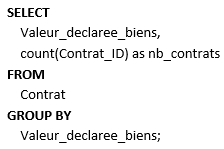 SELECT
Valeur_declaree_biens,
count(Contrat_ID) as nb_contrats
FROM
Contrat
GROUP BY
Valeur_declaree_biens;